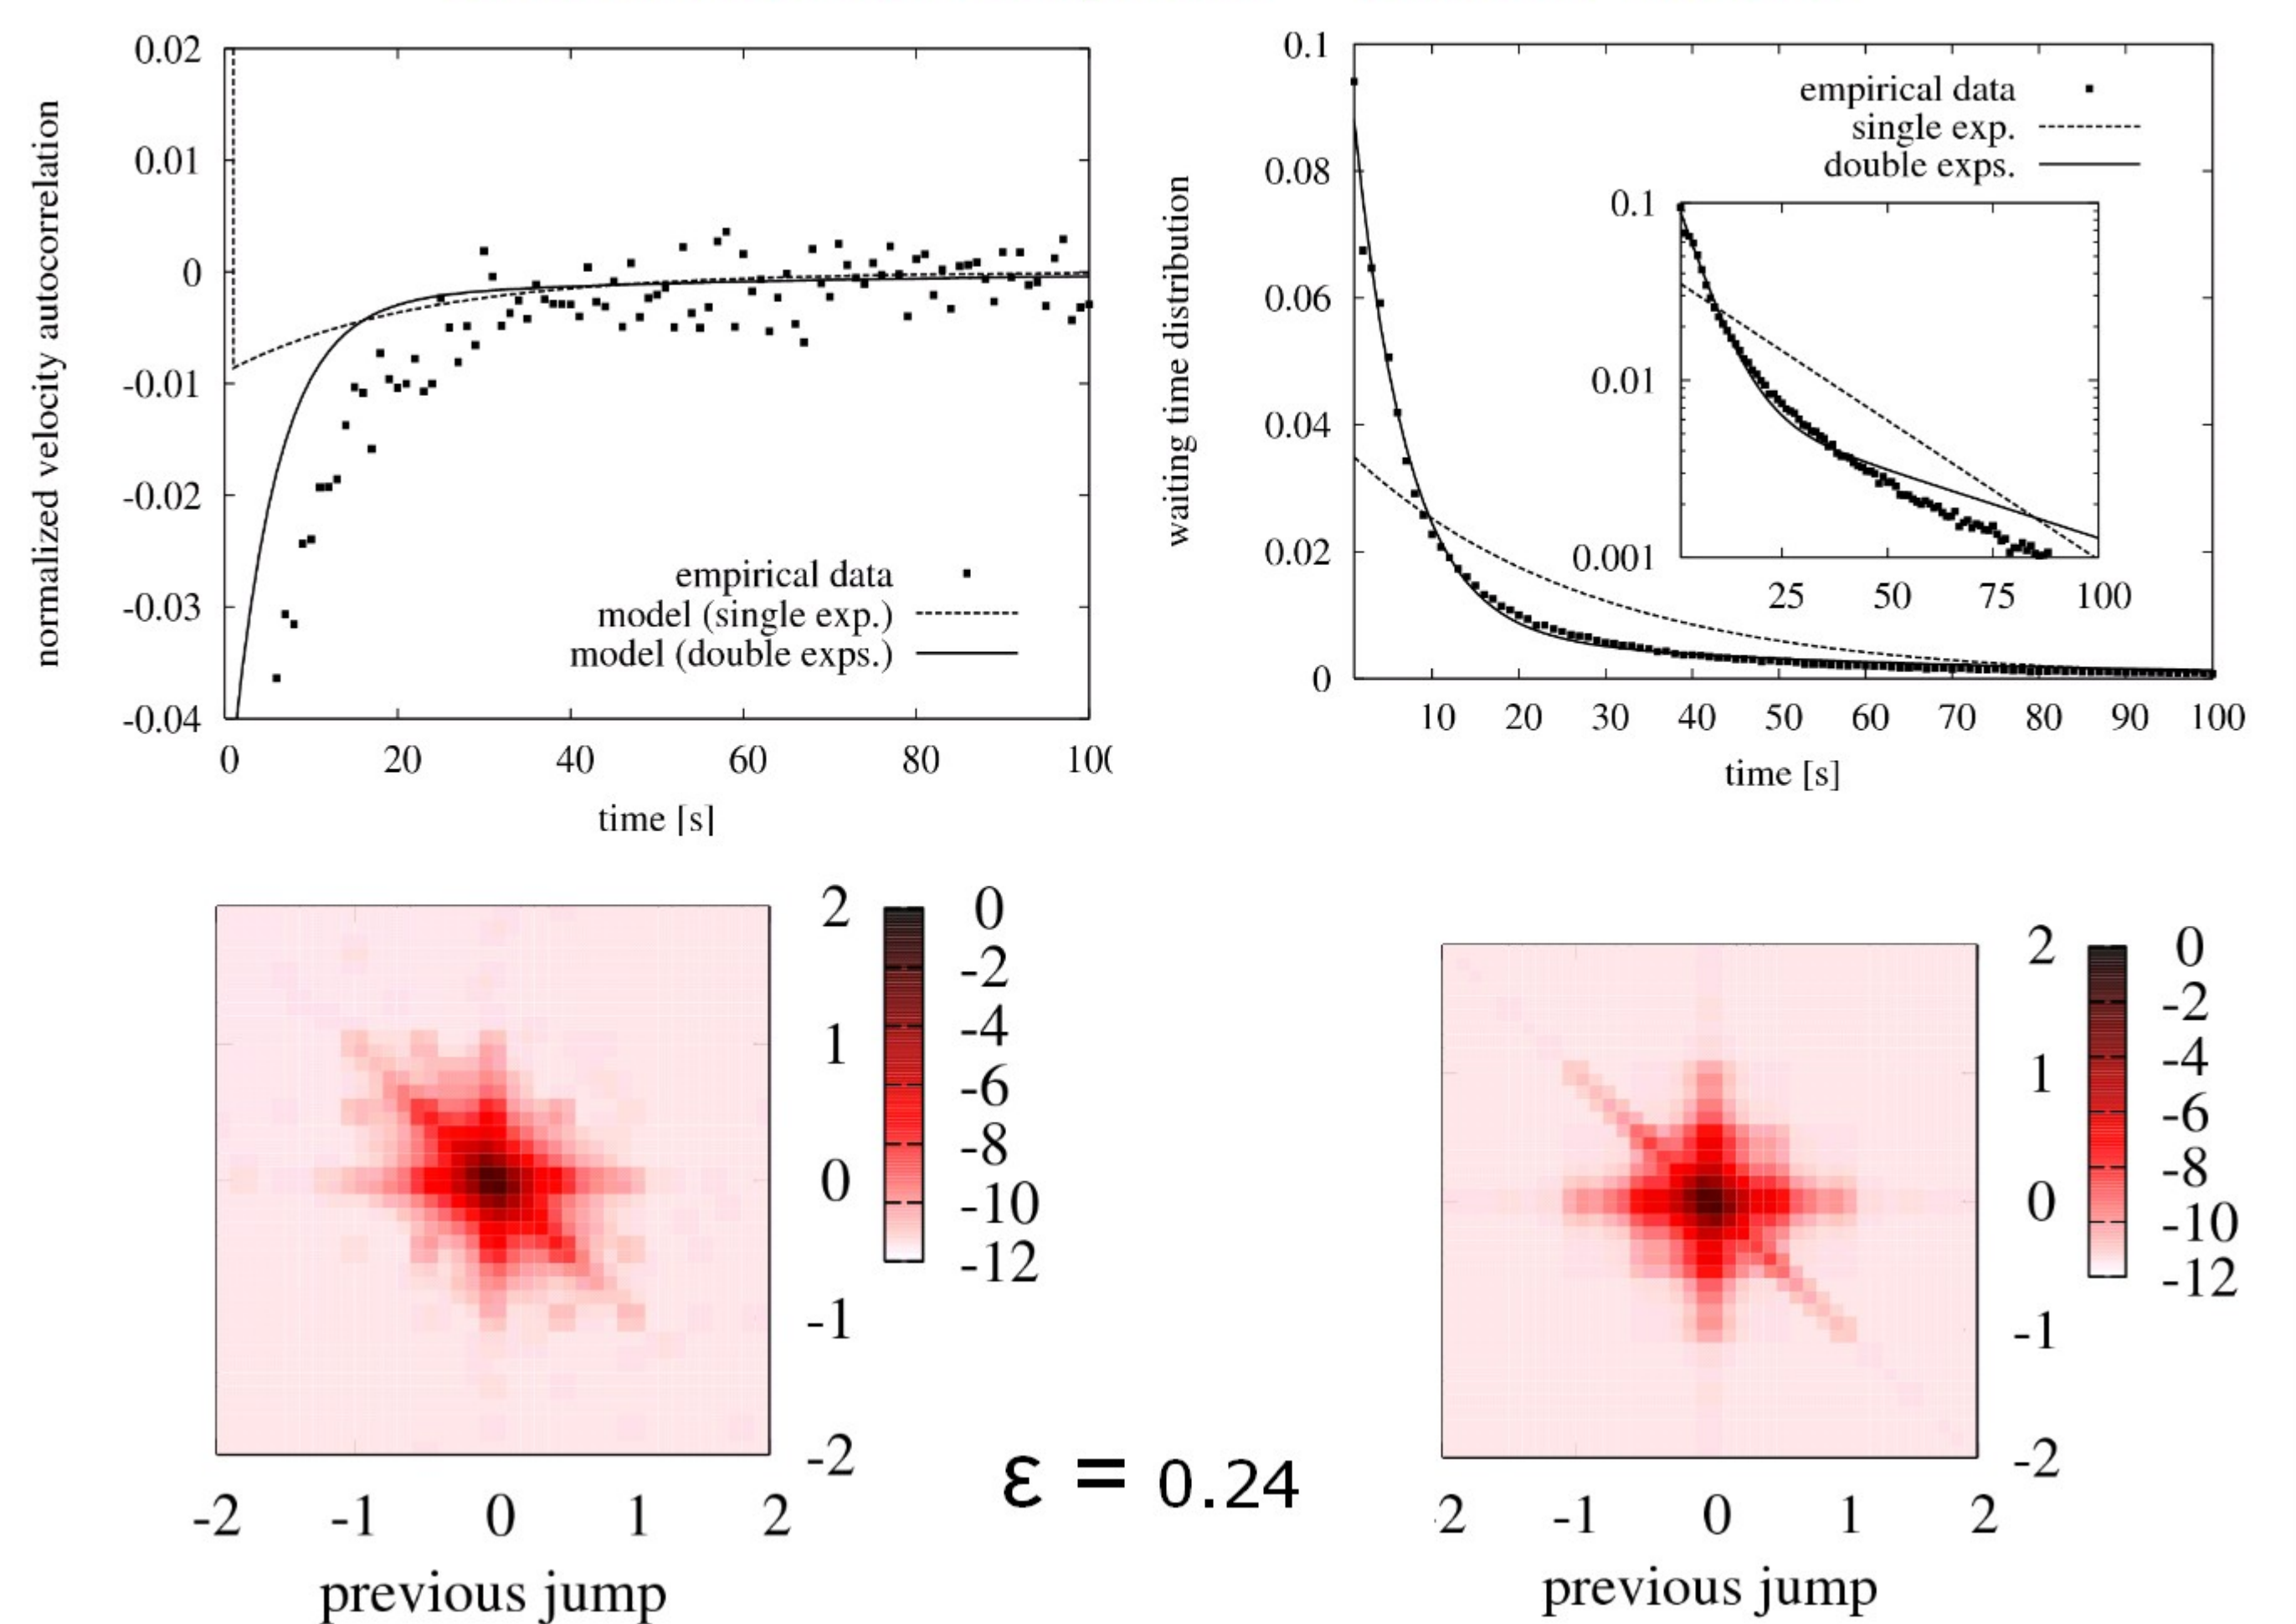 normalized velocity autocorrelation
0.02
0.01
0
-0.01
-0.02
-0.03
-0.04
empirical data
model (single exp.)
model (double exps.)
0 20 40 60 80 100
time [s]
waiting time distribution
0.1
0.08
0.06
0.04
0.02
0
empirical data
single exp.
double exps.
0.1
0.01
0.001
25 50 75 100
10 20 30 40 50 60 70 80 90 100
time [s]
2
1
0
-1
-2
0
-2
-4
-6
-8
-10
-12
-2 -1 0 1 2
previous jump
ε = 0.24
2
1
0
-1
-2
0
-2
-4
-6
-8
-10
-12
-2 -1 0 1 2
previous jump